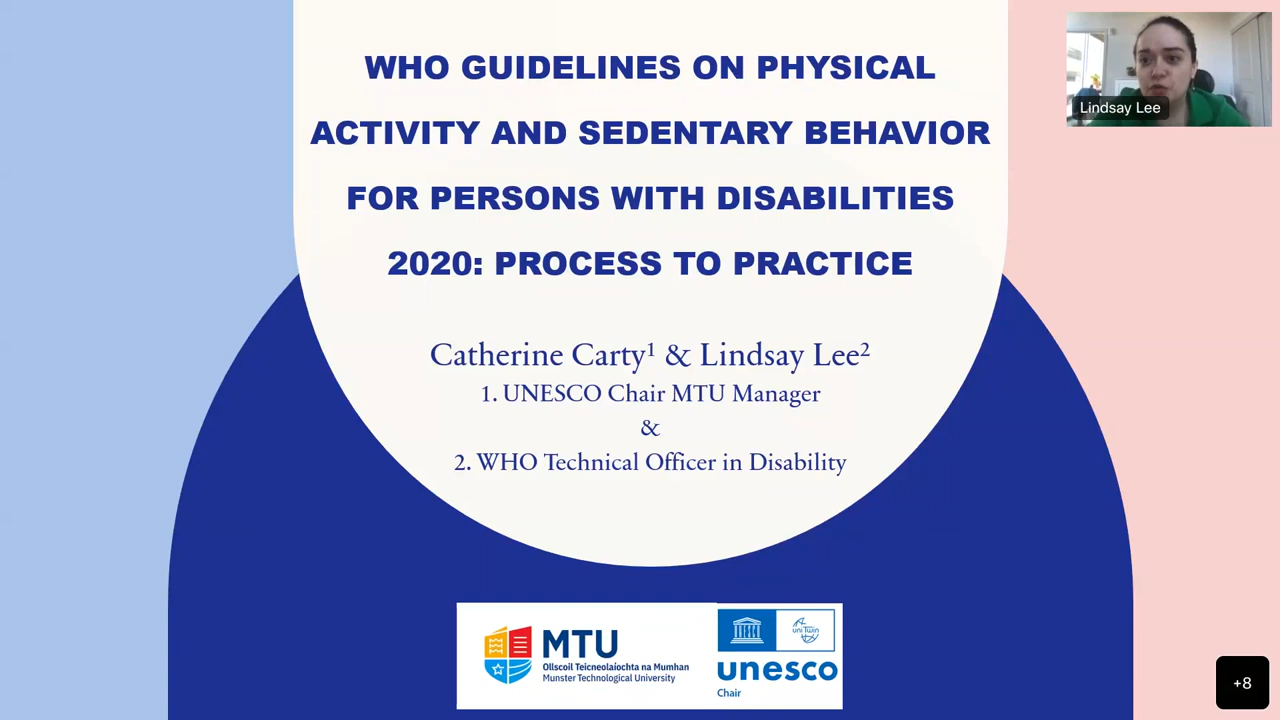 WHO GUIDELINES ON PHYSICAL
ACTIVITY AND SEDENTARY BEHAVIOR
FOR PERSONS WITH DISABILITIES
2020: PROCESS TO PRACTICE
Lindsay Lee
Catherine Carty¹ & Lindsay Lee²
1. UNESCO Chair MTU Manager
&
2. WHO Technical Officer in Disability
MTU
Ollscoil Teicneolaíochta na Mumhan
Munster Technological University
uni Twin
unesco
Chair
+8